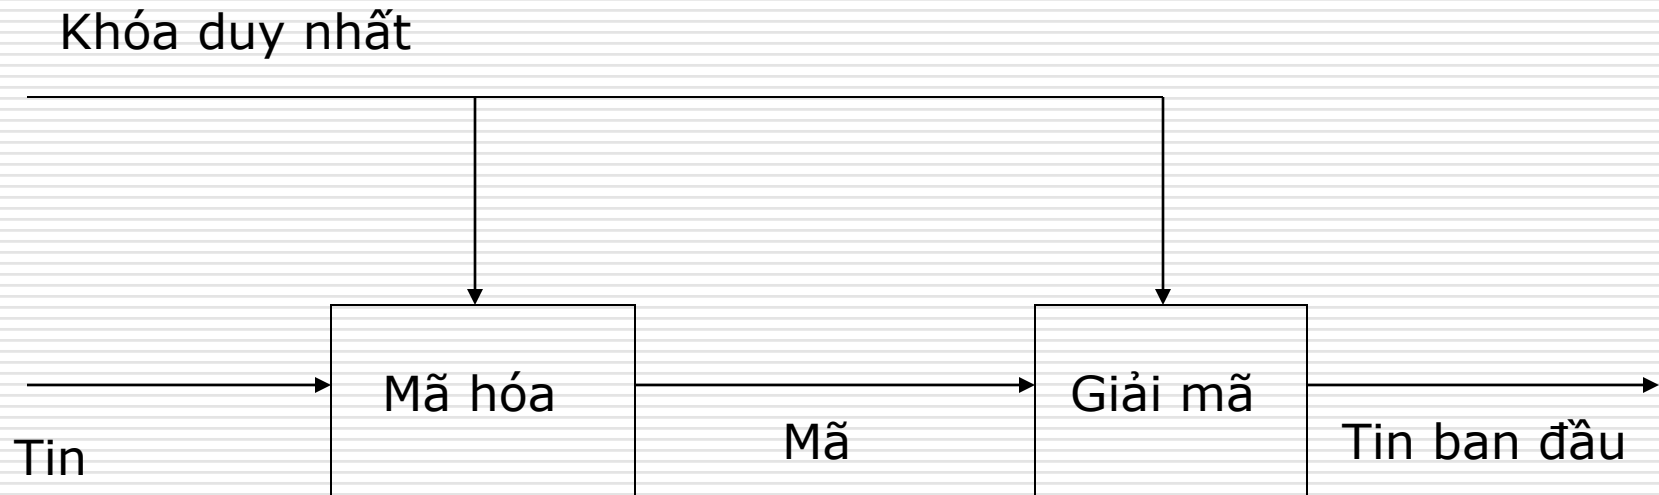 Khóa duy nhất
Mã hóa
Giải mã
Tin
Mã
Tin ban đầu